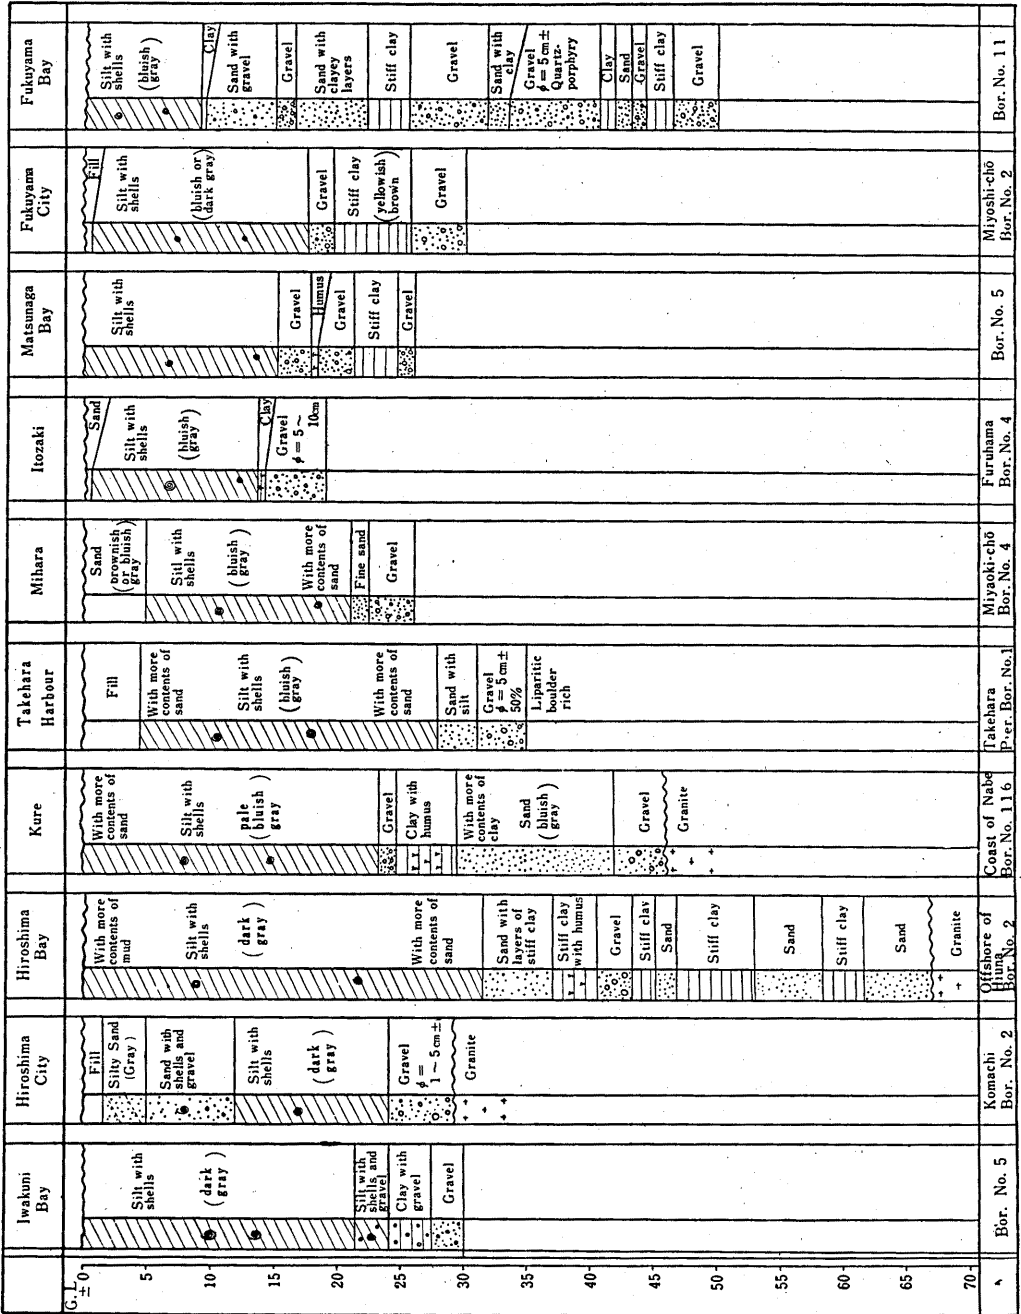 G. L.
±
0
5
10
15
20
25
30
35
40
45
50
55
60
65
70
Iwakuni
Bay
Silt with
shells
(dark
gray)
Silt with
shells, and
gravel
Clay with
gravel
Gravel
Bor. No. 5
Hiroshima
City
Fill
Silty Sand
(Gray)
Sand with
shells and
gravel
Silt with
shells
(dark
gray)
Gravel
φ =
1 ~ 5 cm±
Granite
Komachi
Bor. No. 2
Hiroshima
Bay
With more
contents of
mud
Silt with
shells
(dark
gray)
With more
contents of
sand
Sand with
layers of
stiff clay
Stiff clay
with humus
Gravel
Stiff clay
Sand
Stiff clay
Sand
Stiff clay
Sand
Granite
Offshore of
Bor. No. 2
Kure
With more
contents of
sand
Silt with
shells
(pale
bluish
gray)
Gravel
Clay with
humus
With more
contents of
clay
Sand
(bluish
gray)
Gravel
Granite
Coast of Nabe
Bor. No. 116
Takehara
Harbour
Fill
With more
contents of
sand
Silt with
shells
(bluish
gray)
With more
contents of
sand
Sand with
silt
Gravel
φ = 5 cm±
50%
Liparitic
boulder
rich
Takehara
P·er. Bor. No.1
Mihara
Sand
(brownish
or bluish
gray)
Sitl with
shells
(bluish
gray)
With more
contents of
sand
Fine sand
Gravel
Miyaoki-chō
Bor. No. 4
Itozaki
Sand
Silt with
shells
(bluish
gray)
Clay
Gravel
φ = 5 ~
10cm
Furuhama
Bor. No. 4
Matsunaga
Bay
Silt with
shells
Gravel
Humus
Gravel
Stiff clay
Gravel
Bor. No. 5
Fukuyama
City
Fill
Silt with
shells
(bluish or
dark gray)
Gravel
Stiff clay
(yellowish
brown)
Gravel
Miyoshi-chō
Bor. No. 2
Fukuyama
Bay
Silt with
shells
(bluish
gray)
Clay
Sand with
gravel
Gravel
Sand with
clayey
layers
Stiff clay
Gravel
Sand with
clay
Gravel
φ = 5 cm±
Quartz-
porphyry
Clay
Sand
Gravel
Stiff clay
Gravel
Bor. No. 11